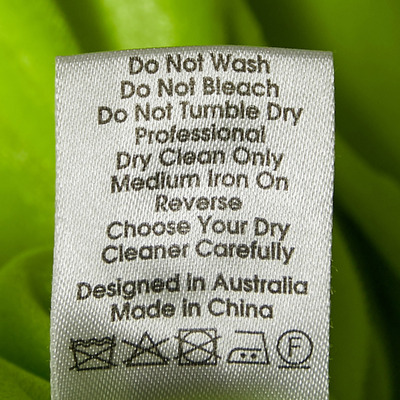 Do Not Wash
Do Not Bleach
Do Not Tumble Dry
Professional
Dry Clean Only
Medium Iron On
Reverse
Choose Your Dry
Cleaner Carefully
Designed in Australia
Made in China
F